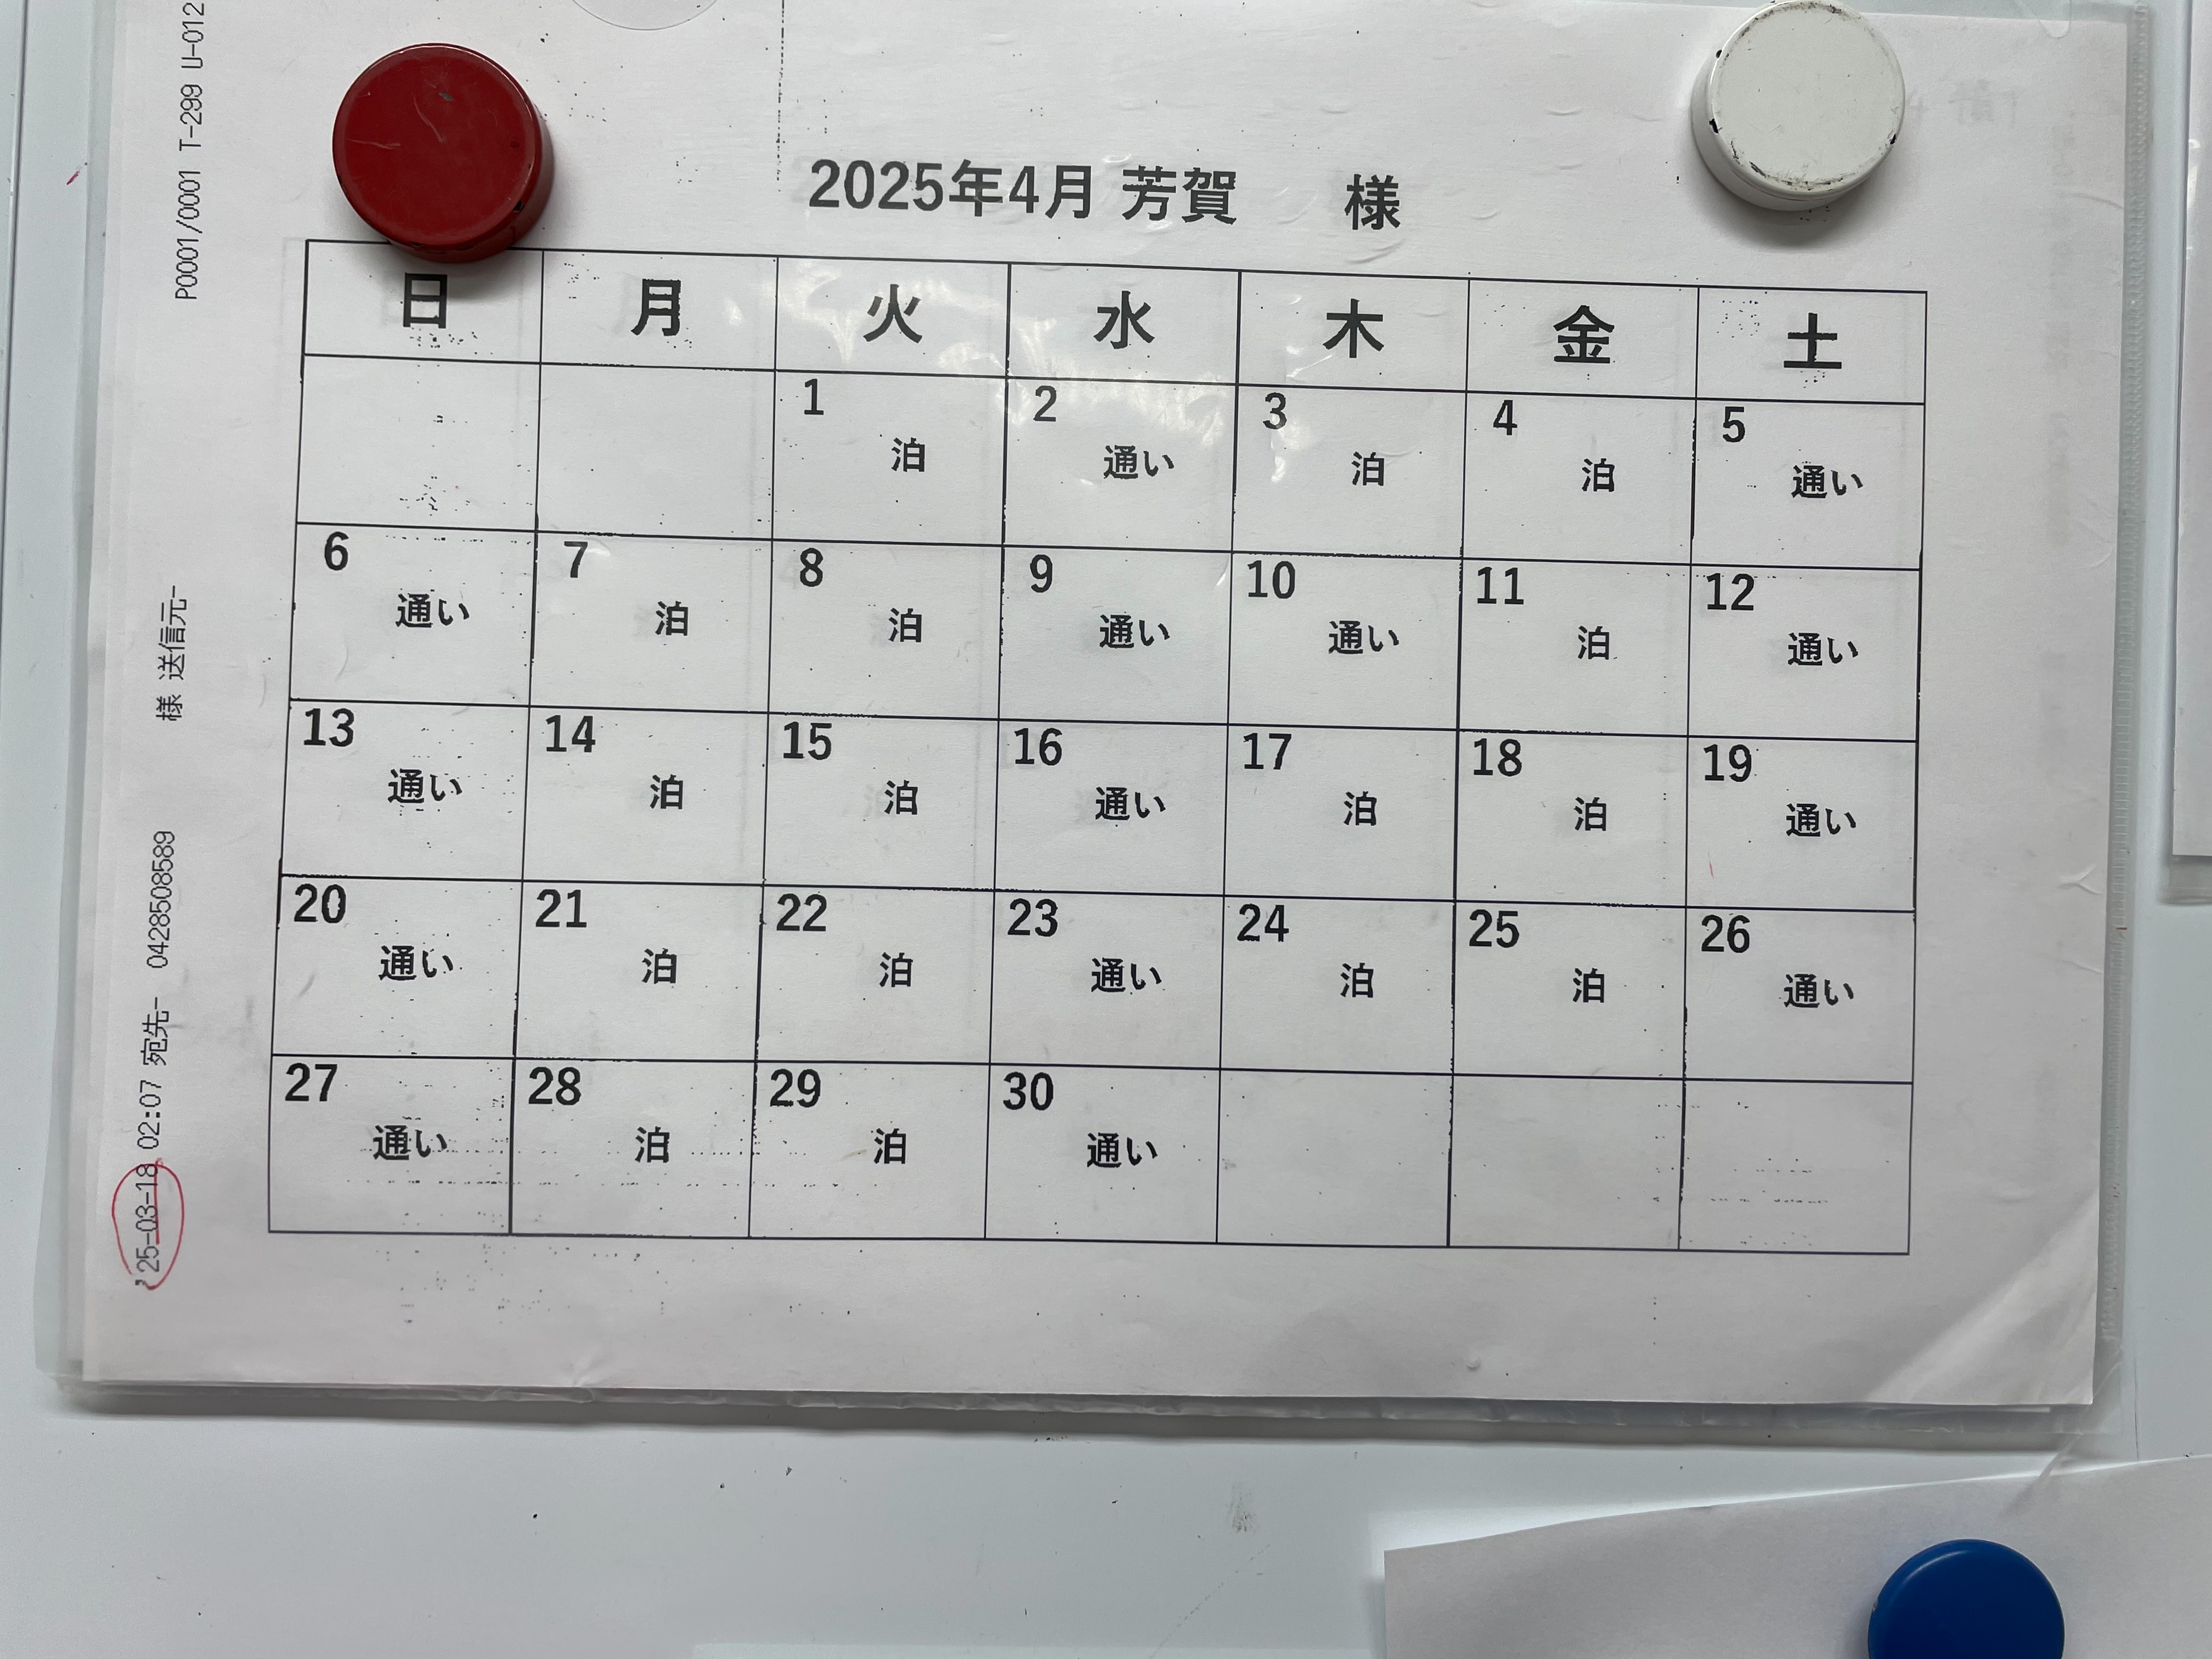 P0001/0001 T-299 U-012
様 送信元-
'25-03-18 02:07 宛先- 0428508589
2025年4月 芳賀 様
日 月 火 水 木 金 土
1 2 3 4 5
泊 通い 泊 泊 通い
6 7 8 9 10 11 12
通い 泊 泊 通い 通い 泊 通い
13 14 15 16 17 18 19
通い 泊 泊 通い 泊 泊 通い
20 21 22 23 24 25 26
通い 泊 泊 通い 泊 泊 通い
27 28 29 30
通い 泊 泊 通い